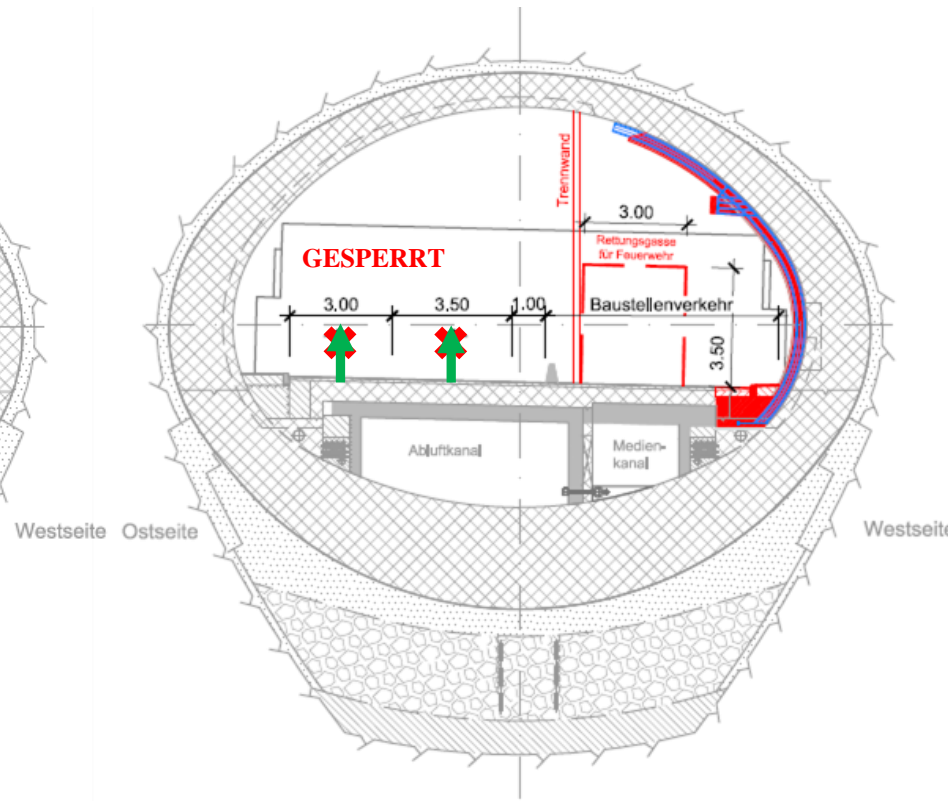 Trennwand
3.00
Rettungsgasse
für Feuerwehr
GESPERRT
3.00
3.50
1.00
Baustellenverkehr
3.50
Abluftkanal
Medien-
kanal
Westseite
Ostseite
Westseite